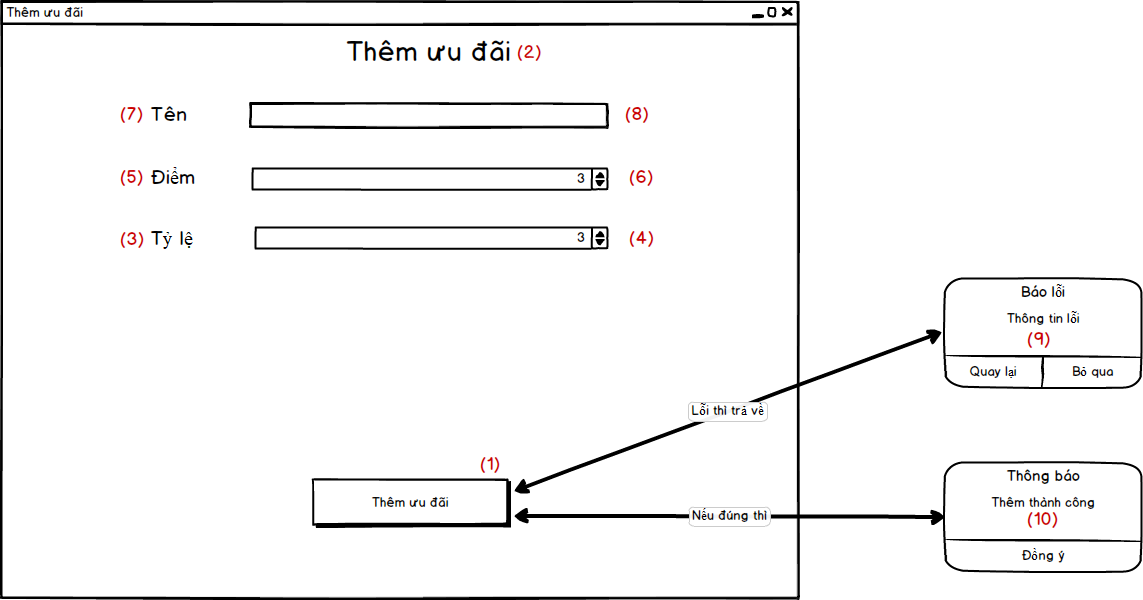 Thêm ưu đãi
Thêm ưu đãi (2)
(7) Tên (8)
(5) Điểm 3 (6)
(3) Tỷ lệ 3 (4)
Báo lỗi
Thông tin lỗi
(9)
Quay lại Bỏ qua
Lỗi thì trả về
(1)
Thêm ưu đãi
Nếu đúng thì
Thông báo
Thêm thành công
(10)
Đồng ý